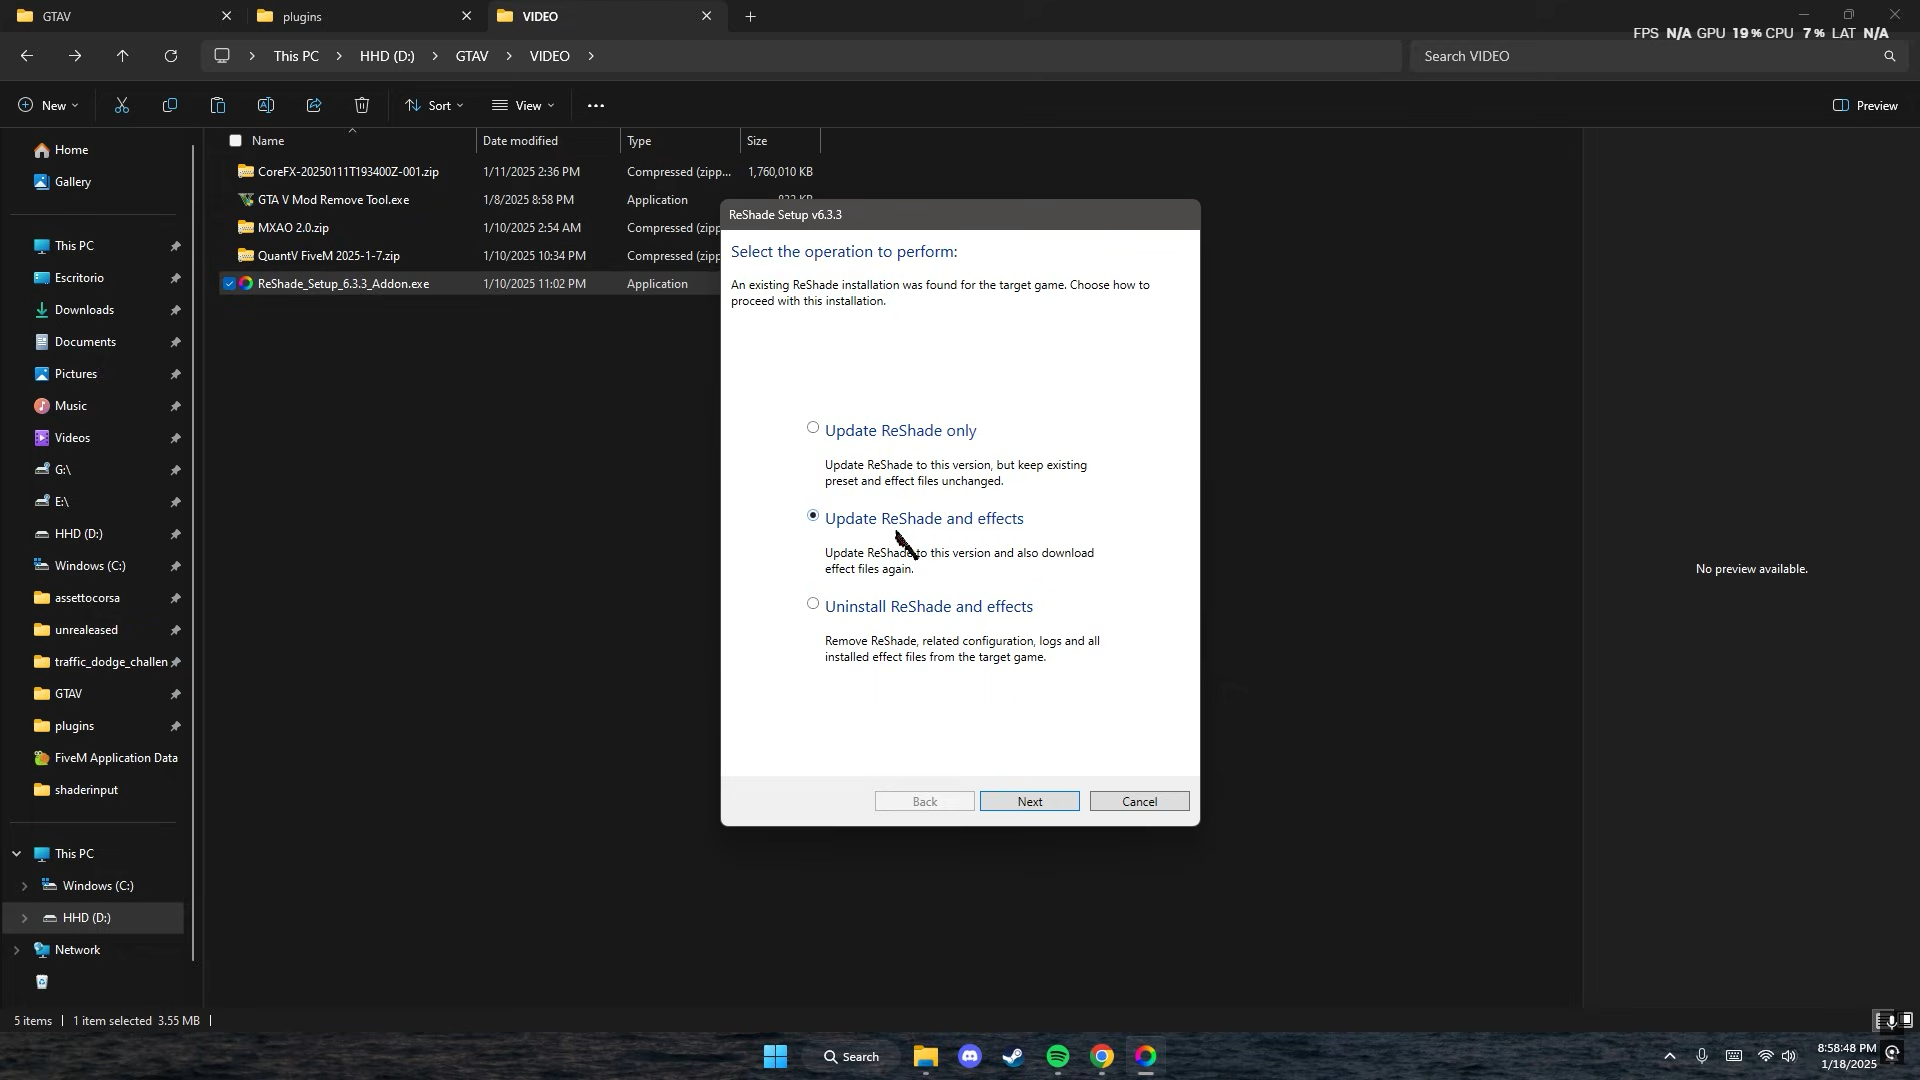 GTAV
plugins
VIDEO
FPS N/A GPU 19% CPU 7% LAT N/A
This PC
HHD (D:)
GTAV
VIDEO
Search VIDEO
New
Sort
View
Preview
Name
Date modified
Type
Size
CoreFX-20250111T193400Z-001.zip
1/11/2025 2:36 PM
Compressed (zipp...
1,760,010 KB
GTA V Mod Remove Tool.exe
1/8/2025 8:58 PM
Application
MXAO 2.0.zip
1/10/2025 2:54 AM
Compressed (zipp
QuantV FiveM 2025-1-7.zip
1/10/2025 10:34 PM
Compressed (zipp
ReShade_Setup_6.3.3_Addon.exe
1/10/2025 11:02 PM
Application
Home
Gallery
This PC
Escritorio
Downloads
Documents
Pictures
Music
Videos
G:\
E:\
HHD (D:)
Windows (C:)
assettocorsa
unrealeased
traffic_dodge_challen
GTAV
plugins
FiveM Application Data
shaderinput
This PC
Windows (C:)
HHD (D:)
Network
ReShade Setup v6.3.3
Select the operation to perform:
An existing ReShade installation was found for the target game. Choose how to
proceed with this installation.
Update ReShade only
Update ReShade to this version, but keep existing
preset and effect files unchanged.
Update ReShade and effects
Update ReShade to this version and also download
effect files again.
Uninstall ReShade and effects
Remove ReShade, related configuration, logs and all
installed effect files from the target game.
Back
Next
Cancel
No preview available.
5 items
1 item selected 3.55 MB
Search
8:58:48 PM
1/18/2025